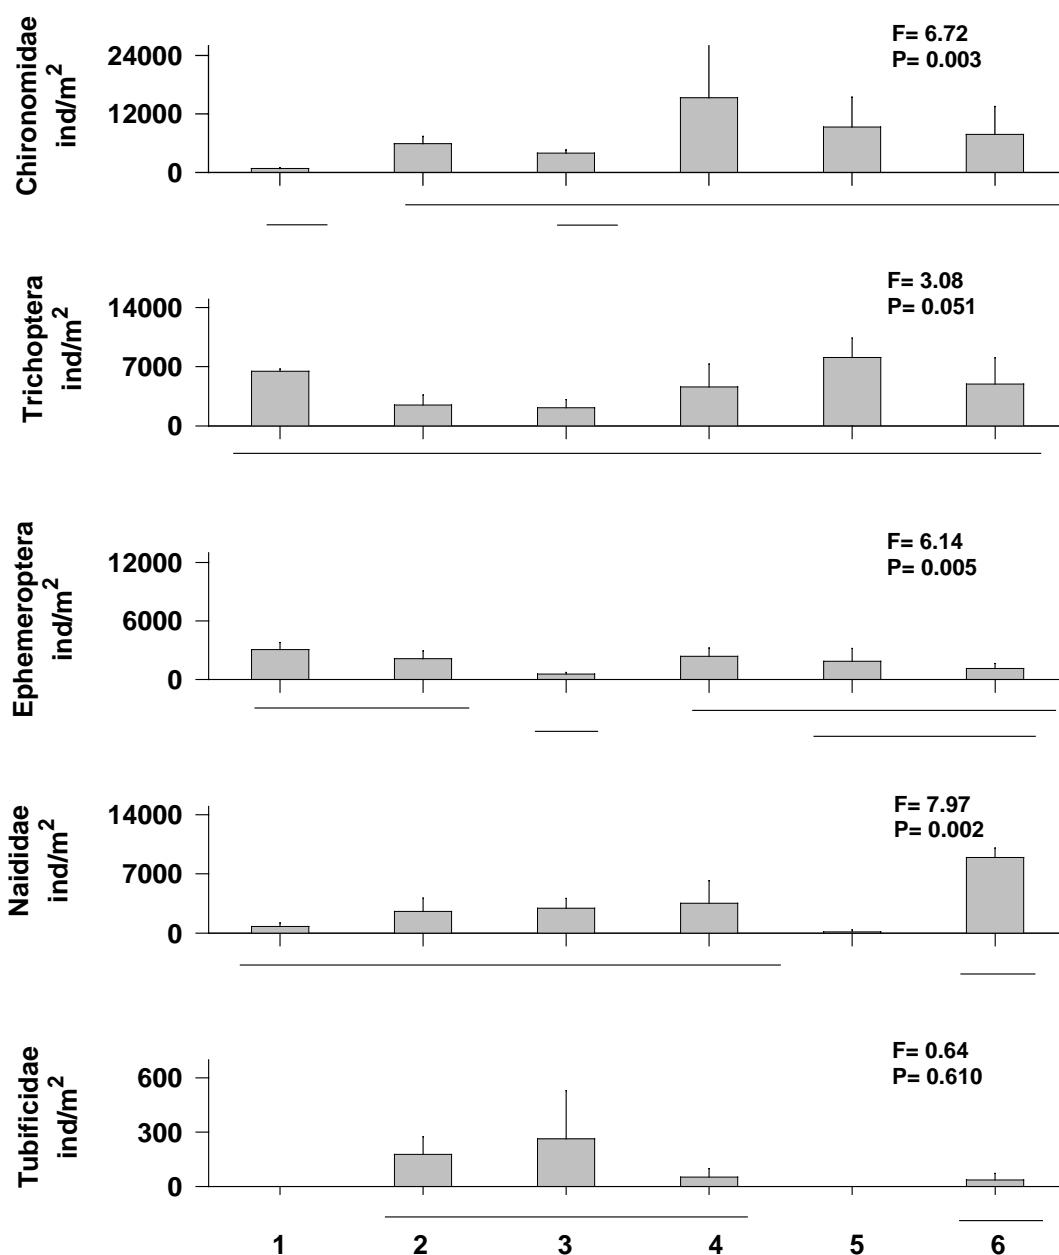 Chironomidae
ind/m²
24000
12000
0
F= 6.72
P= 0.003
Trichoptera
ind/m²
14000
7000
0
F= 3.08
P= 0.051
Ephemeroptera
ind/m²
12000
6000
0
F= 6.14
P= 0.005
Naididae
ind/m²
14000
7000
0
F= 7.97
P= 0.002
Tubificidae
ind/m²
600
300
0
F= 0.64
P= 0.610
1 2 3 4 5 6